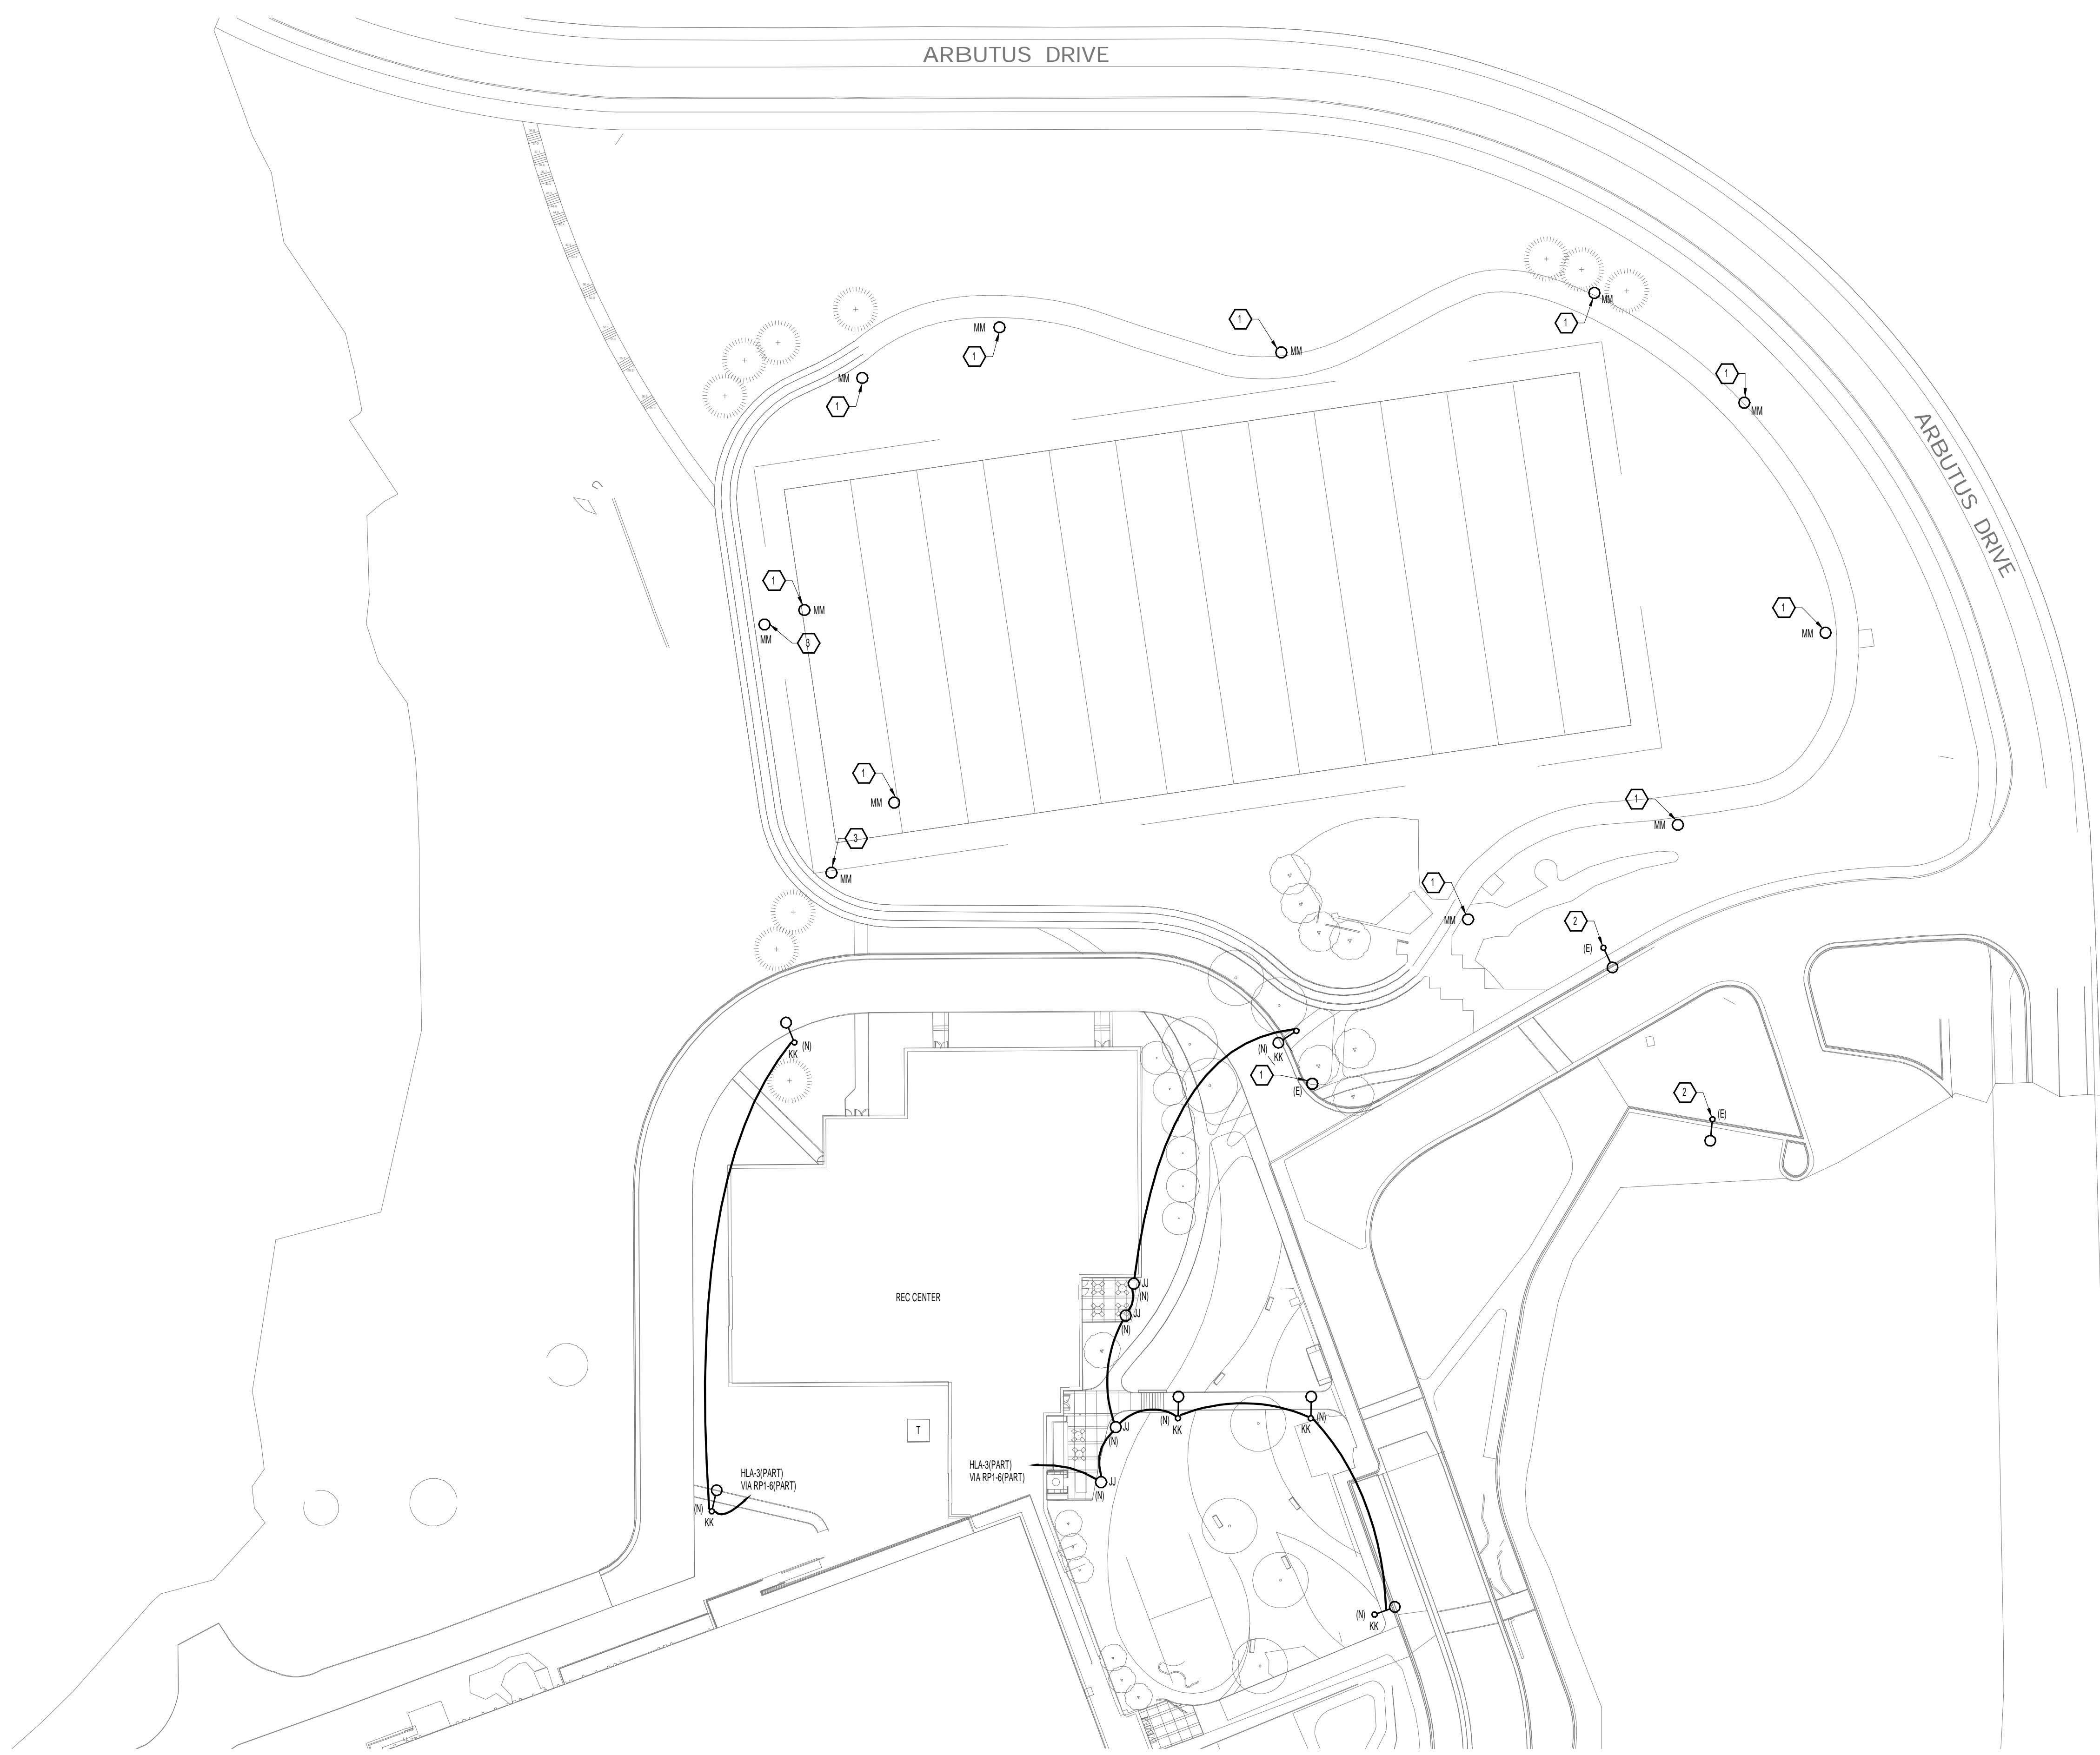 ARBUTUS DRIVE
MM
1
1
MM
MM
1
1
MM
MM
1
1
MM
ARBUTUS DRIVE
1
MM
MM
3
1
MM
1
MM
1
MM
3
MM
1
MM
2
(E)
(N)
KK
(N)
KK
1
(E)
2
(E)
JJ
(N)
REC CENTER
JJ
(N)
JJ
(N)
(N)
KK
(N)
KK
T
HLA-3(PART)
VIA RP1-6(PART)
HLA-3(PART)
VIA RP1-6(PART)
JJ
(N)
(N)
KK
(N)
KK